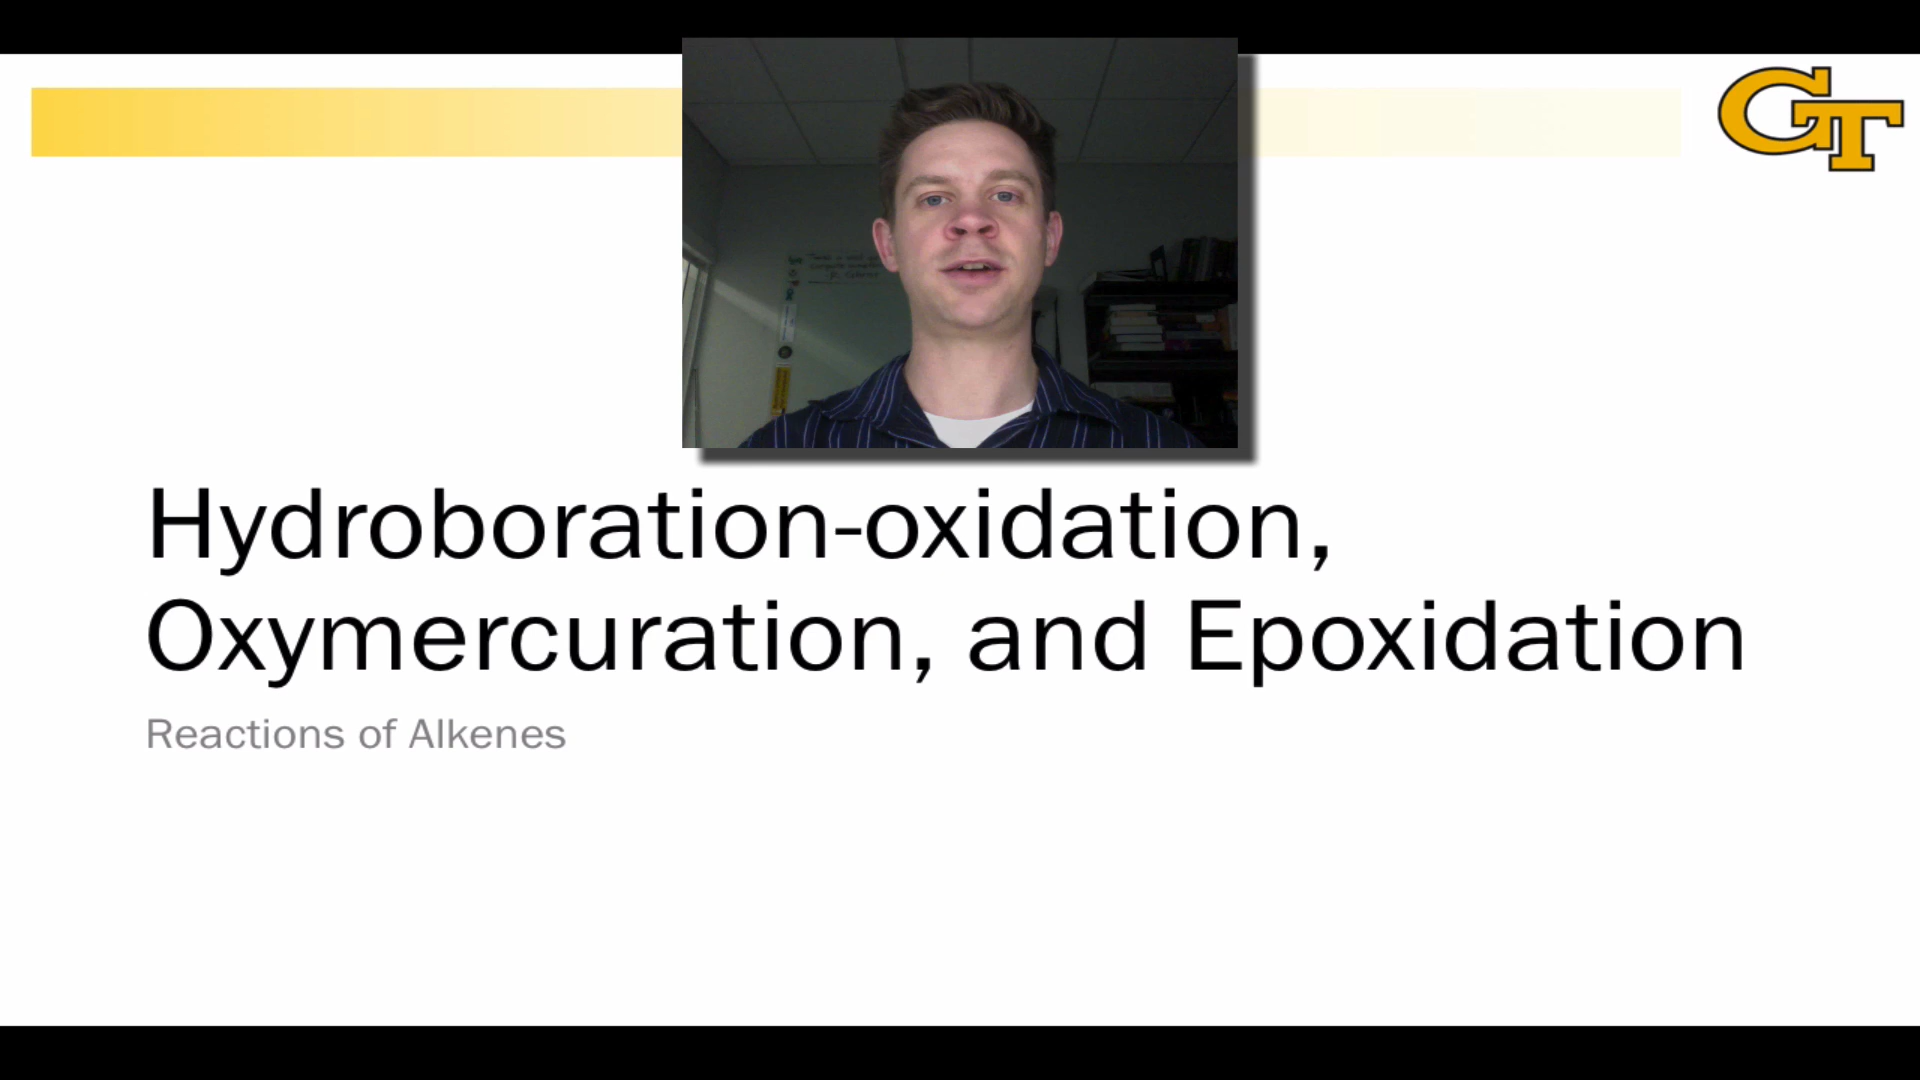 GT
Hydroboration-oxidation,
Oxymercuration, and Epoxidation
Reactions of Alkenes